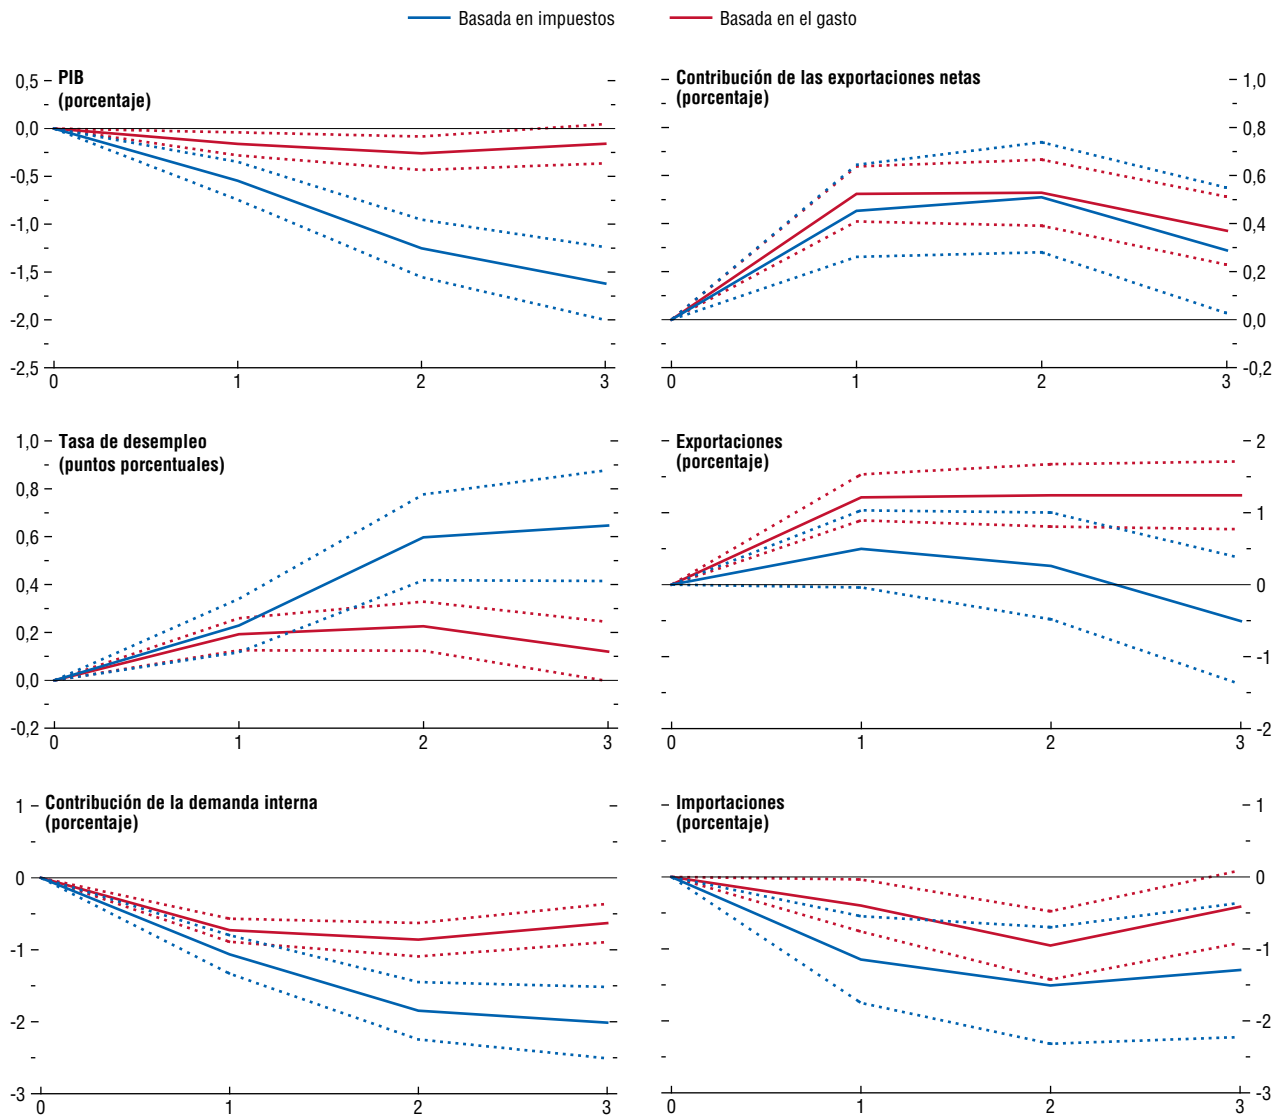 Basada en impuestos
Basada en el gasto
PIB
(porcentaje)
0,5
0,0
-0,5
-1,0
-1,5
-2,0
-2,5
0 1 2 3
Contribución de las exportaciones netas
(porcentaje)
1,0
0,8
0,6
0,4
0,2
0,0
-0,2
0 1 2 3
Tasa de desempleo
(puntos porcentuales)
1,0
0,8
0,6
0,4
0,2
0,0
-0,2
0 1 2 3
Exportaciones
(porcentaje)
2
1
0
-1
-2
0 1 2 3
Contribución de la demanda interna
(porcentaje)
1
0
-1
-2
-3
0 1 2 3
Importaciones
(porcentaje)
1
0
-1
-2
-3
0 1 2 3